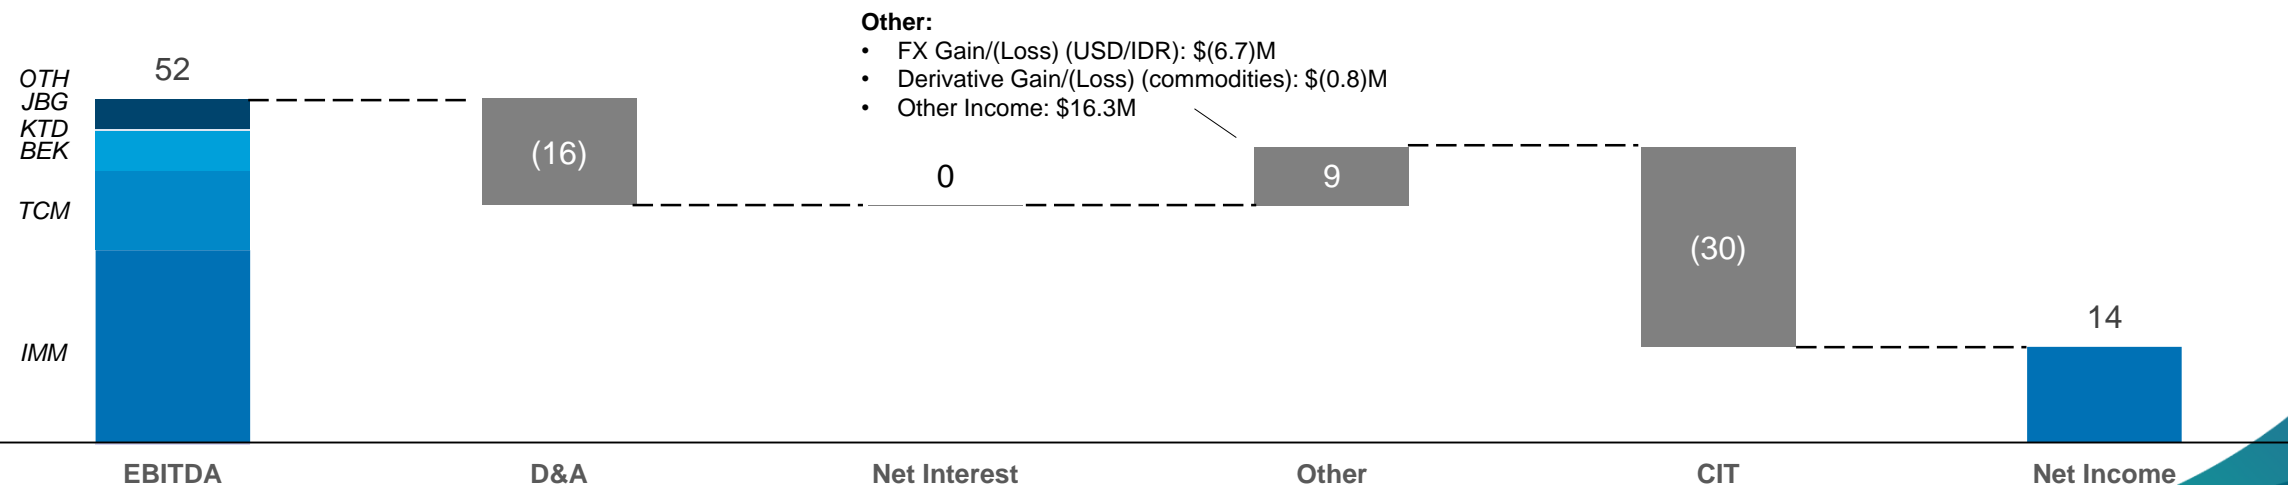 Other:
• FX Gain/(Loss) (USD/IDR): $(6.7)M
• Derivative Gain/(Loss) (commodities): $(0.8)M
• Other Income: $16.3M
52
OTH
JBG
KTD
BEK
TCM
IMM
(16)
0
9
(30)
14
EBITDA
D&A
Net Interest
Other
CIT
Net Income